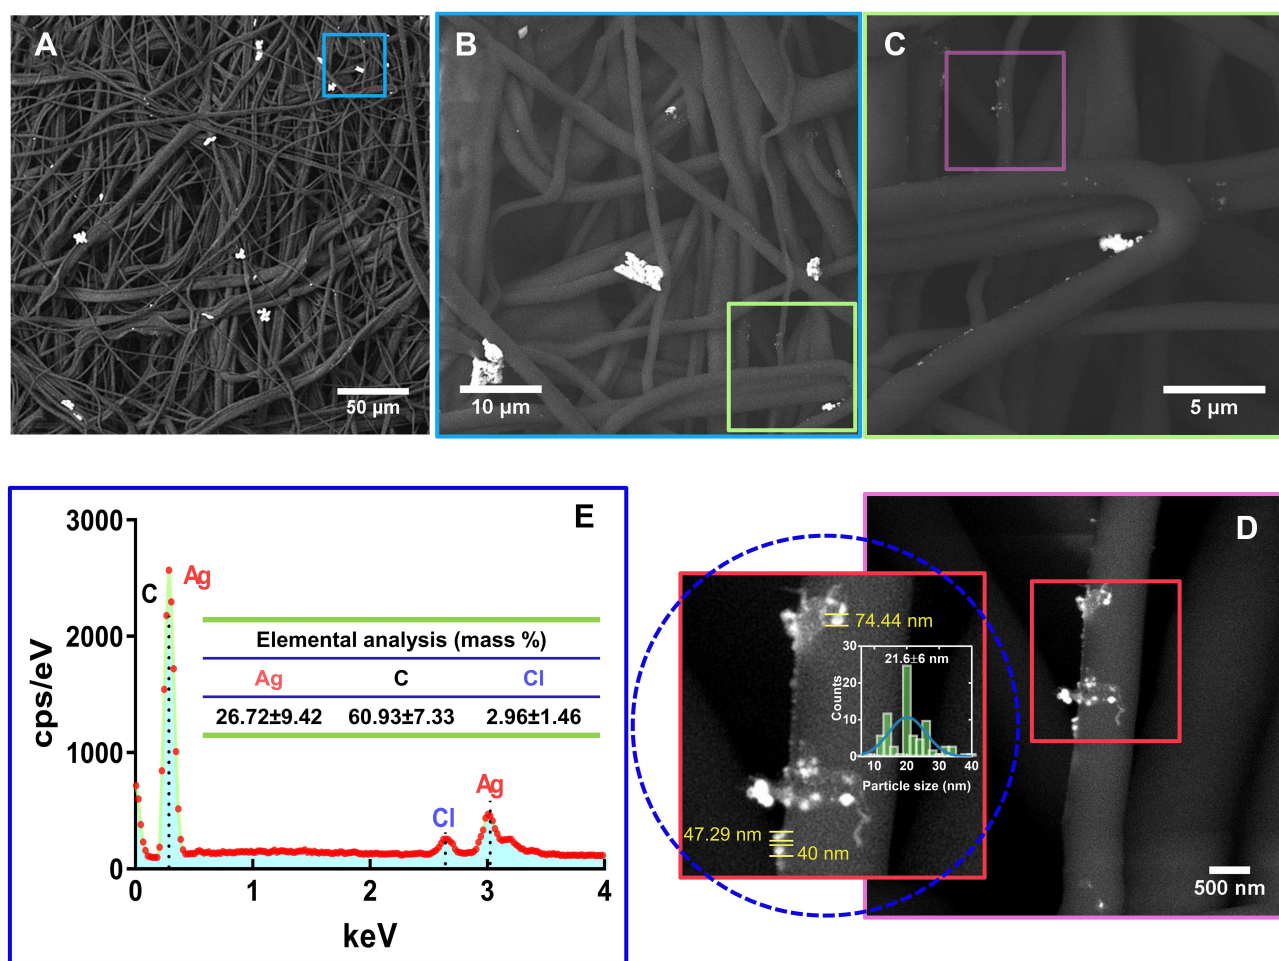 A
50 µm
B
10 µm
C
5 µm
E
3000
2000
1000
0
cps/eV
C
Ag
Elemental analysis (mass %)
Ag C Cl
26.72±9.42 60.93±7.33 2.96±1.46
Cl
Ag
0 1 2 3 4
keV
D
500 nm
74.44 nm
47.29 nm
40 nm
21.6±6 nm
30
20
10
0
Counts
10 20 30 40
Particle size (nm)